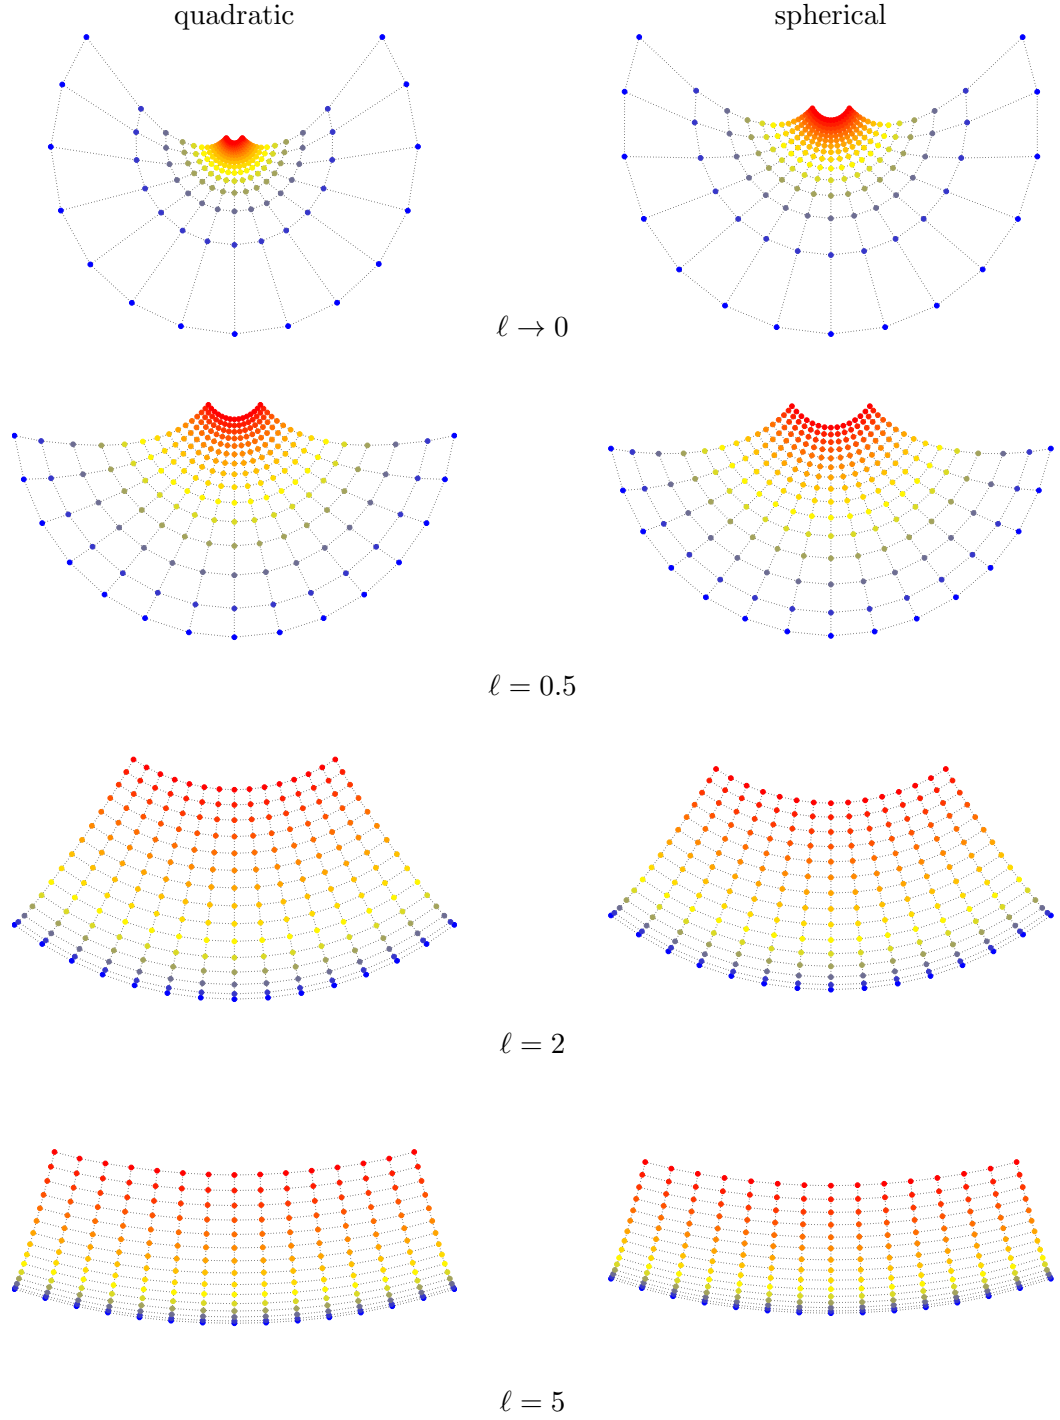 quadratic spherical
ℓ → 0
ℓ = 0.5
ℓ = 2
ℓ = 5